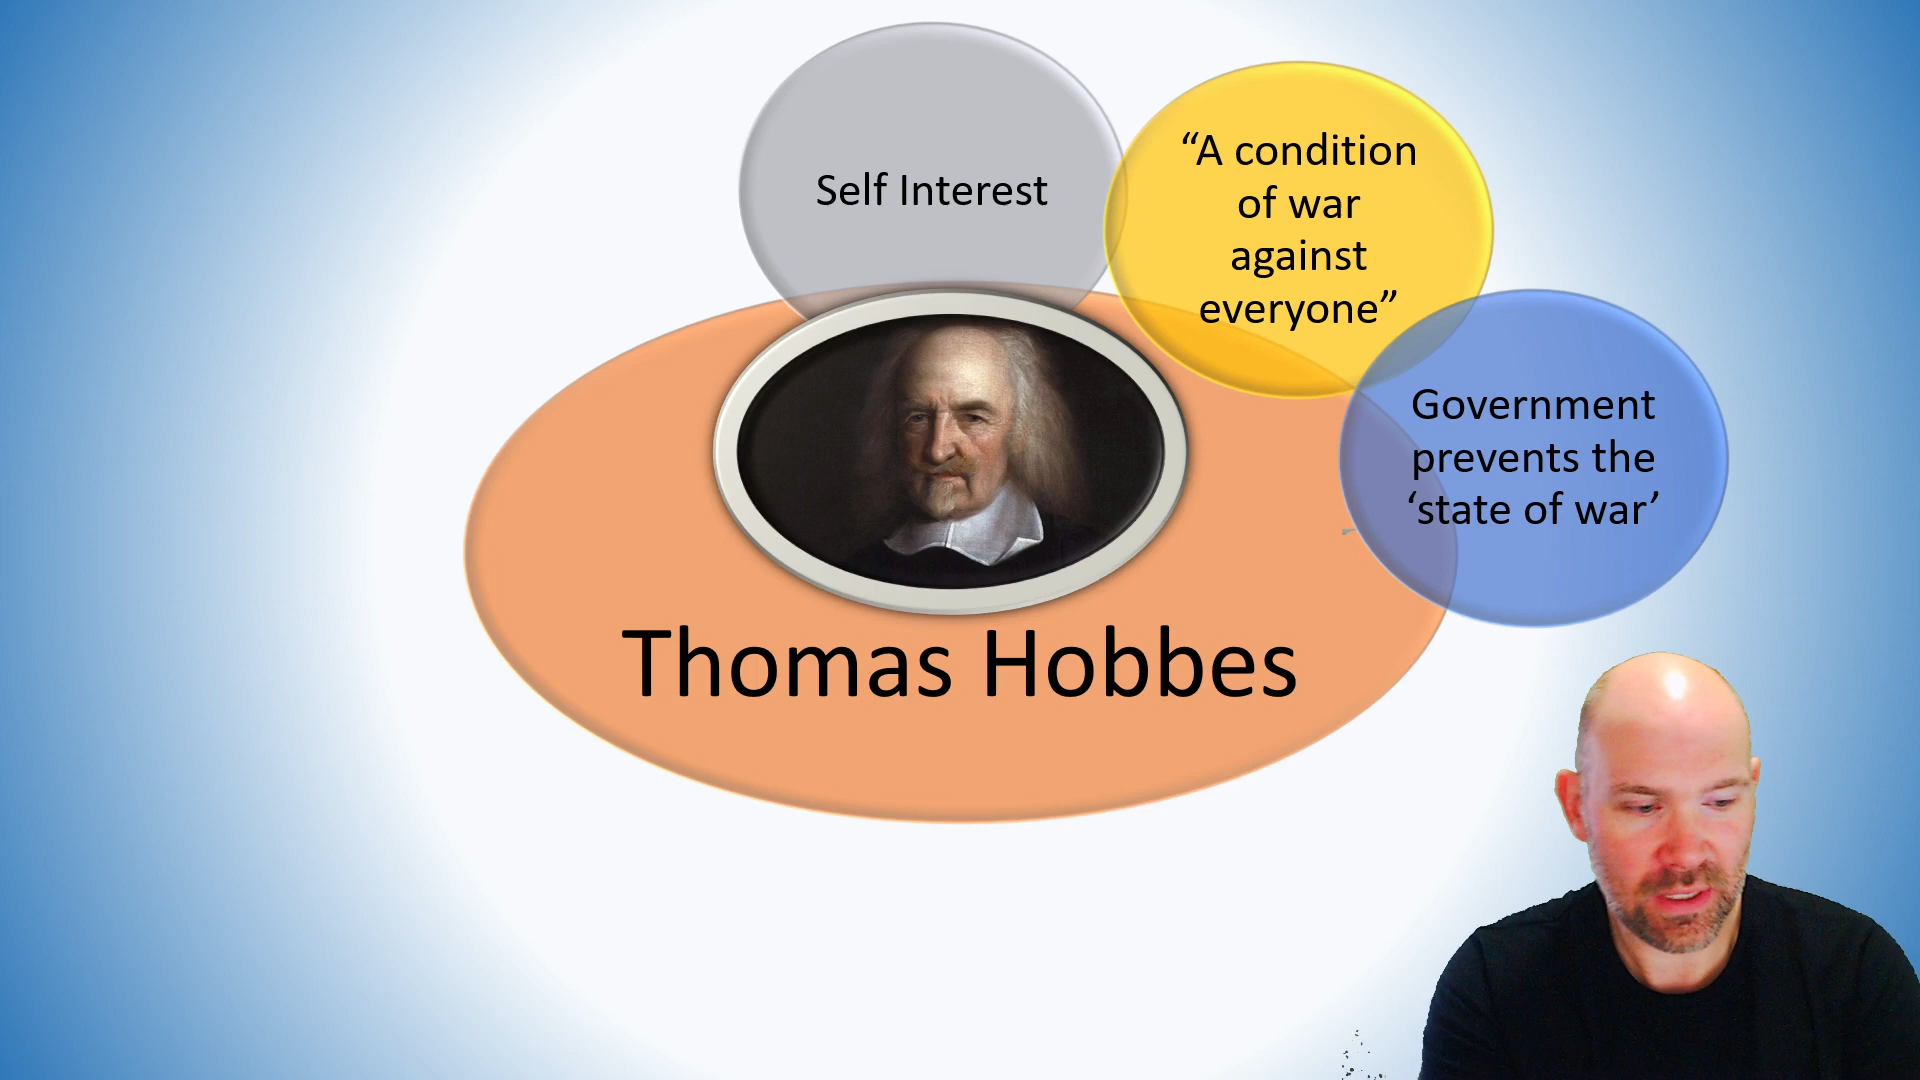 Self Interest
“A condition
of war
against
everyone”
Government
prevents the
‘state of war’
Thomas Hobbes